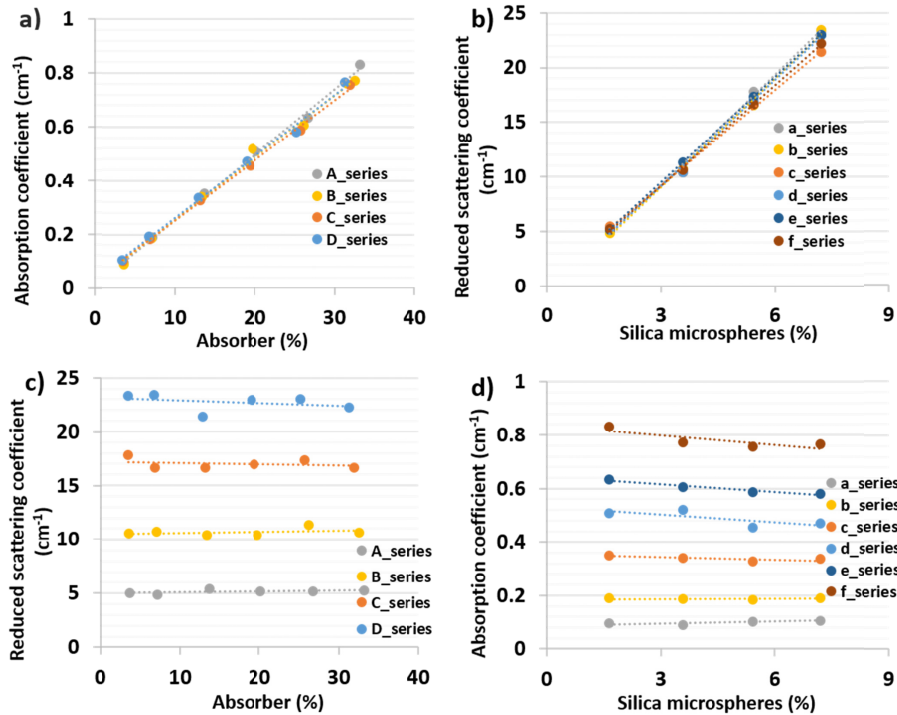 a)
Absorption coefficient (cm⁻¹)
1
0.8
0.6
0.4
0.2
0
0
10
20
30
40
Absorber (%)
A_series
B_series
C_series
D_series
b)
Reduced scattering coefficient
(cm⁻¹)
25
20
15
10
5
0
0
3
6
9
Silica microspheres (%)
a_series
b_series
c_series
d_series
e_series
f_series
c)
Reduced scattering coefficient
(cm⁻¹)
25
20
15
10
5
0
0
10
20
30
40
Absorber (%)
A_series
B_series
C_series
D_series
d)
Absorption coefficient (cm⁻¹)
1
0.8
0.6
0.4
0.2
0
0
3
6
9
Silica microspheres (%)
a_series
b_series
c_series
d_series
e_series
f_series